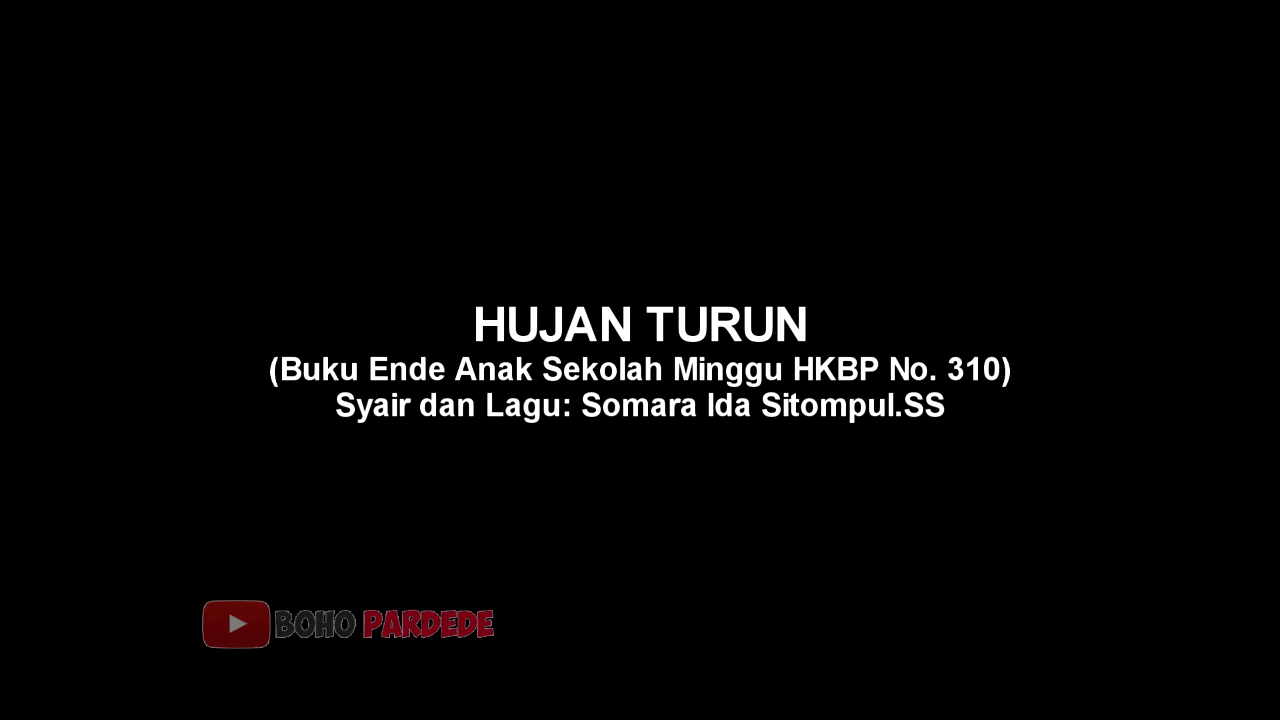 HUJAN TURUN
(Buku Ende Anak Sekolah Minggu HKBP No. 310)
Syair dan Lagu: Somara Ida Sitompul.SS
BOHO PARDEDE